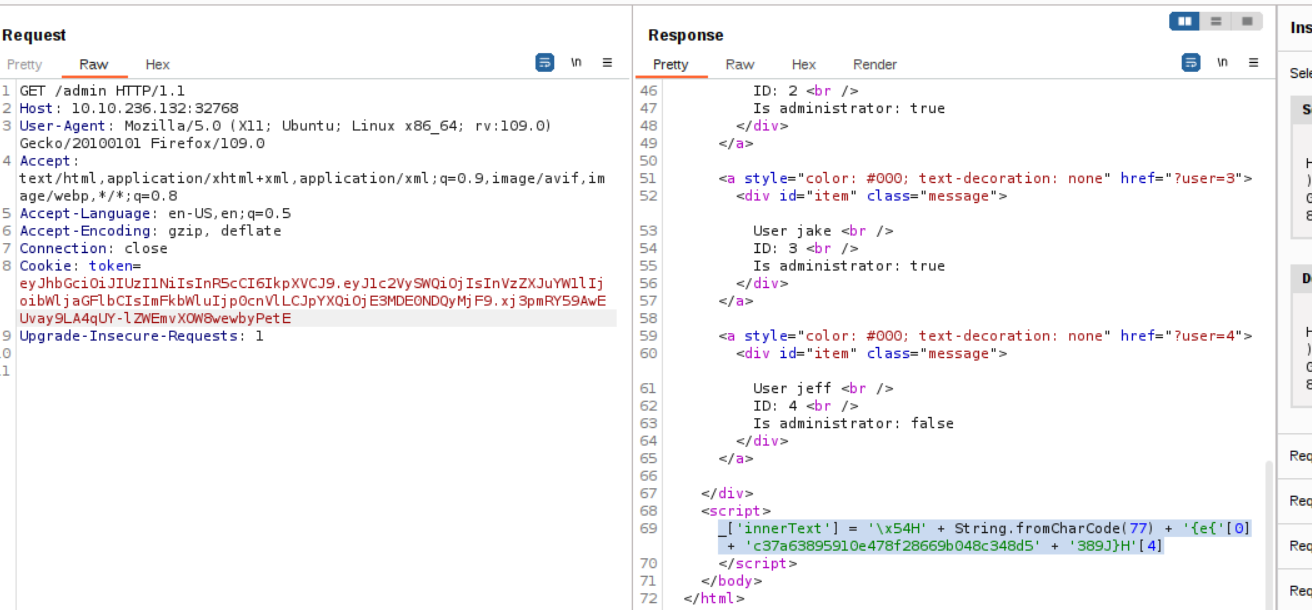 Request
Pretty Raw Hex \n ≡
1 GET /admin HTTP/1.1
2 Host: 10.10.236.132:32768
3 User-Agent: Mozilla/5.0 (X11; Ubuntu; Linux x86_64; rv:109.0)
Gecko/20100101 Firefox/109.0
4 Accept:
text/html,application/xhtml+xml,application/xml;q=0.9,image/avif,im
age/webp,*/*;q=0.8
5 Accept-Language: en-US,en;q=0.5
6 Accept-Encoding: gzip, deflate
7 Connection: close
8 Cookie: token=
eyJhbGciOiJIUzI1NiIsInR5cCI6IkpXVCJ9.eyJ1c2VySWQiOjIsInVzZXJuYW1lIj
oibWljaGFlbCIsImFkbWluIjp0cnVlLCJpYXQiOjE3MDE0NDQyMjF9.xj3pmRY59AwE
Uvay9LA4qUY-lZWEmvXOW8wewbyPetE
9 Upgrade-Insecure-Requests: 1
Response
Pretty Raw Hex Render \n ≡
46 ID: 2 <br />
47 Is administrator: true
48 </div>
49 </a>
50
51 <a style="color: #000; text-decoration: none" href="?user=3">
52 <div id="item" class="message">
53 User jake <br />
54 ID: 3 <br />
55 Is administrator: true
56 </div>
57 </a>
58
59 <a style="color: #000; text-decoration: none" href="?user=4">
60 <div id="item" class="message">
61 User jeff <br />
62 ID: 4 <br />
63 Is administrator: false
64 </div>
65 </a>
66
67 </div>
68 <script>
69 _['innerText'] = '\x54H' + String.fromCharCode(77) + '{e{'[0]
+ 'c37a63895910e478f28669b048c348d5' + '389J}H'[4]
70 </script>
71 </body>
72 </html>
Ins
Sele